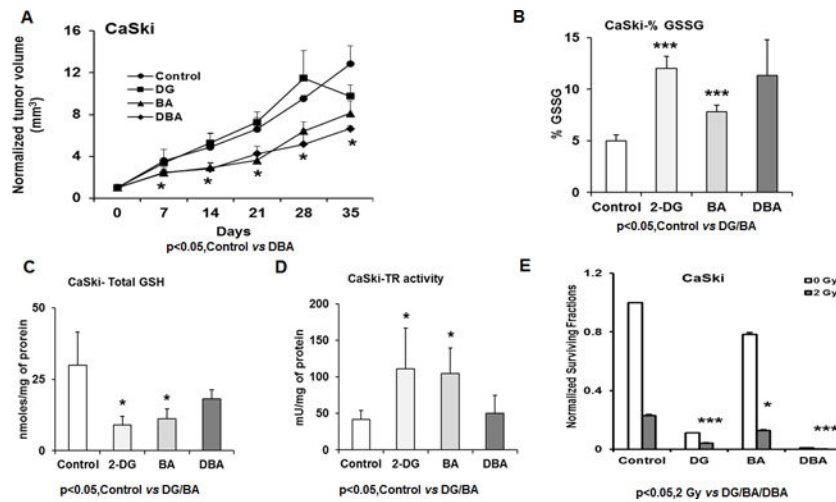 A
CaSki
Normalized tumor volume
(mm³)
16
12
8
4
0
Control
DG
BA
DBA
*
*
*
*
*
0 7 14 21 28 35
Days
p<0.05,Control vs DBA
B
CaSki-% GSSG
% GSSG
15
10
5
0
***
***
Control 2-DG BA DBA
p<0.05,Control vs DG/BA
C
CaSki- Total GSH
nmoles/mg of prorein
50
25
0
*
*
Control 2-DG BA DBA
p<0.05,Control vs DG/BA
D
CaSki-TR activity
mU/mg of protein
200
150
100
50
0
*
*
Control 2-DG BA DBA
p<0.05,Control vs DG/BA
E
CaSki
0 Gy
2 Gy
Normalized Surviving Fractions
1.2
0.8
0.4
0
***
*
***
Control DG BA DBA
p<0.05,2 Gy vs DG/BA/DBA